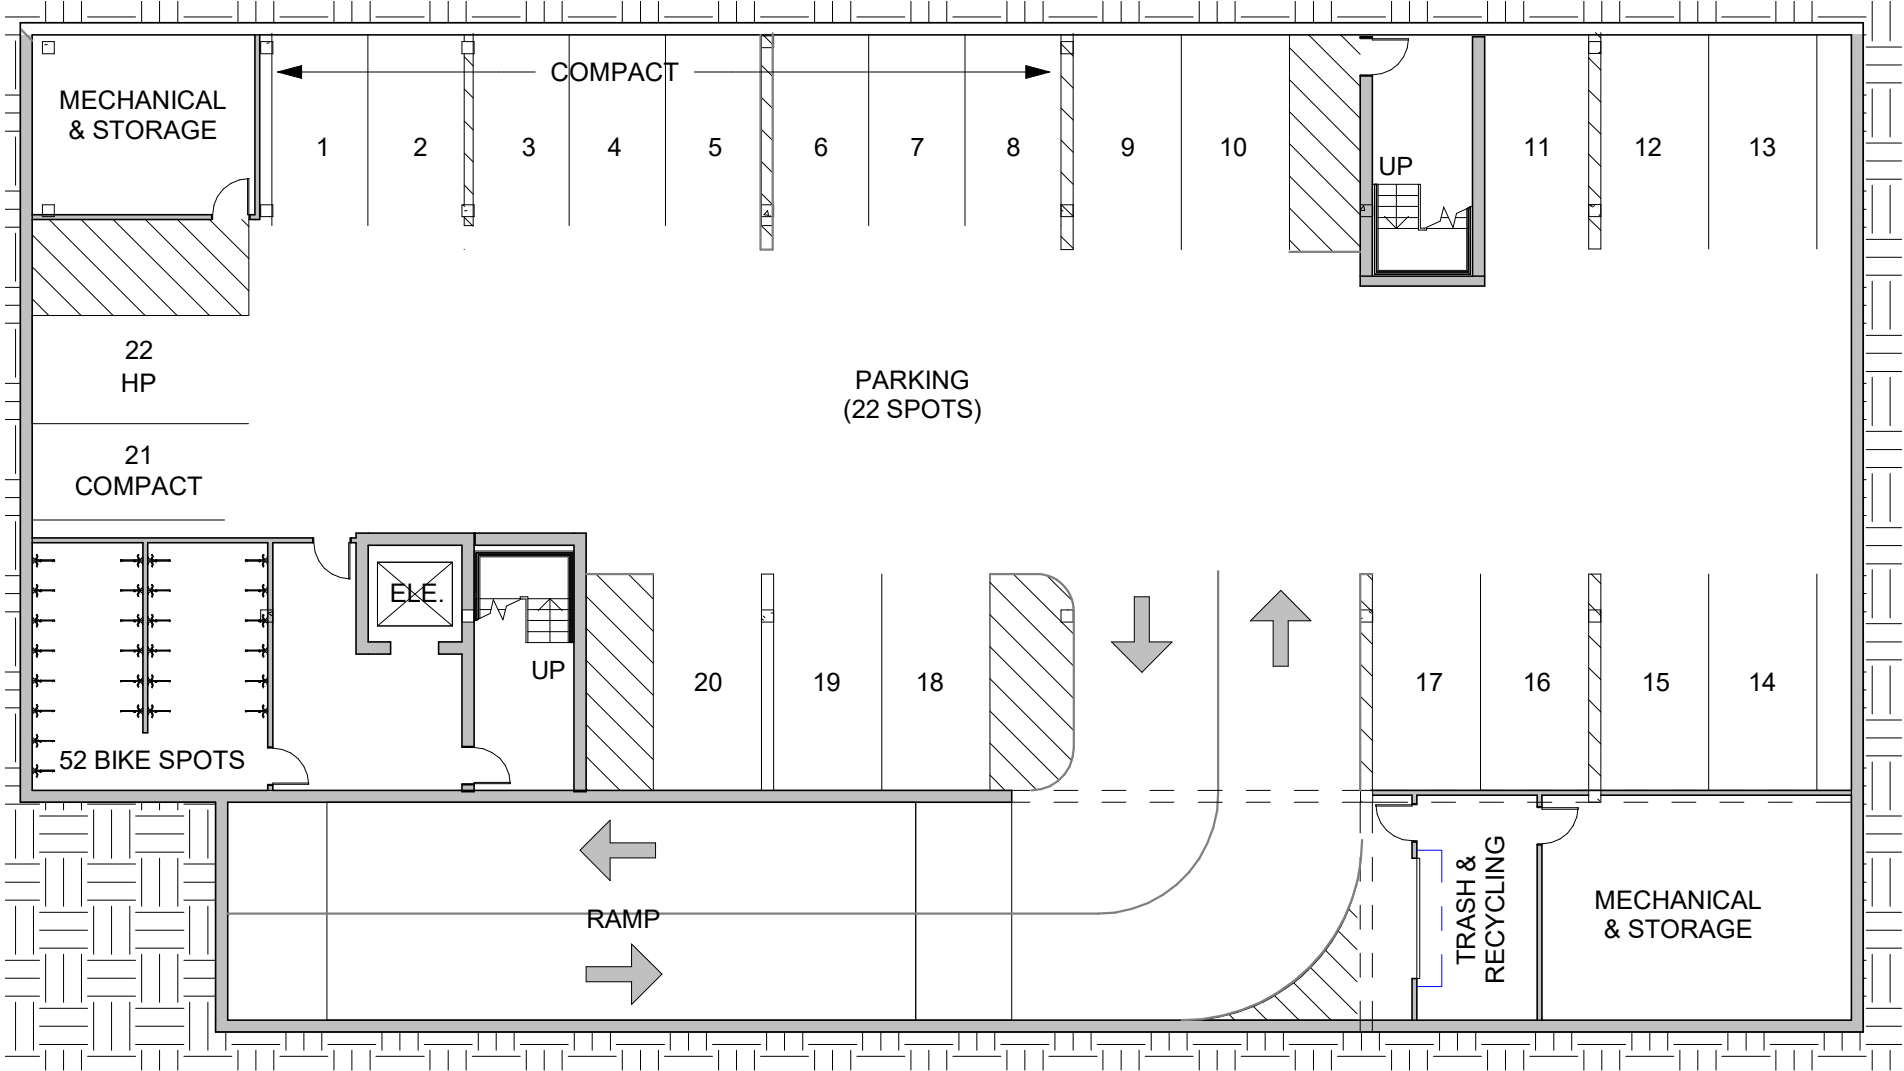 COMPACT
MECHANICAL
& STORAGE
1
2
3
4
5
6
7
8
9
10
11
12
13
UP
22
HP
PARKING
(22 SPOTS)
21
COMPACT
ELE.
UP
20
19
18
17
16
15
14
52 BIKE SPOTS
RAMP
TRASH &
RECYCLING
MECHANICAL
& STORAGE